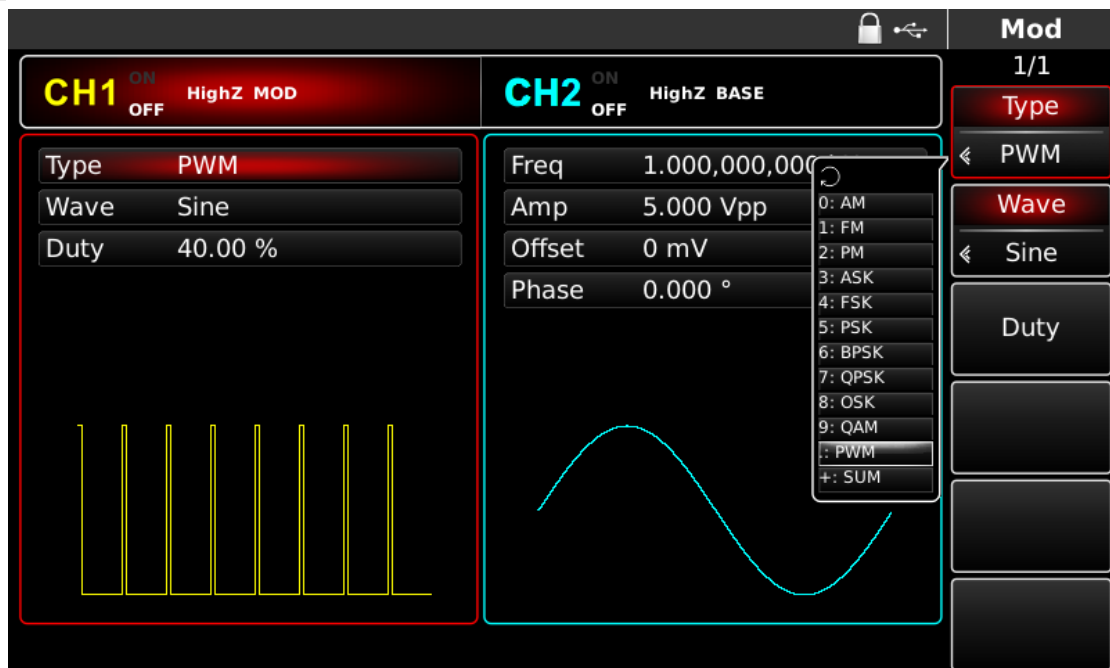 Mod
1/1
CH1 ON OFF HighZ MOD
CH2 ON OFF HighZ BASE
Type PWM
Wave Sine
Duty 40.00 %
Freq 1.000,000,000
Amp 5.000 Vpp
Offset 0 mV
Phase 0.000 °
0: AM
1: FM
2: PM
3: ASK
4: FSK
5: PSK
6: BPSK
7: QPSK
8: OSK
9: QAM
.: PWM
+: SUM
Type
PWM
Wave
Sine
Duty